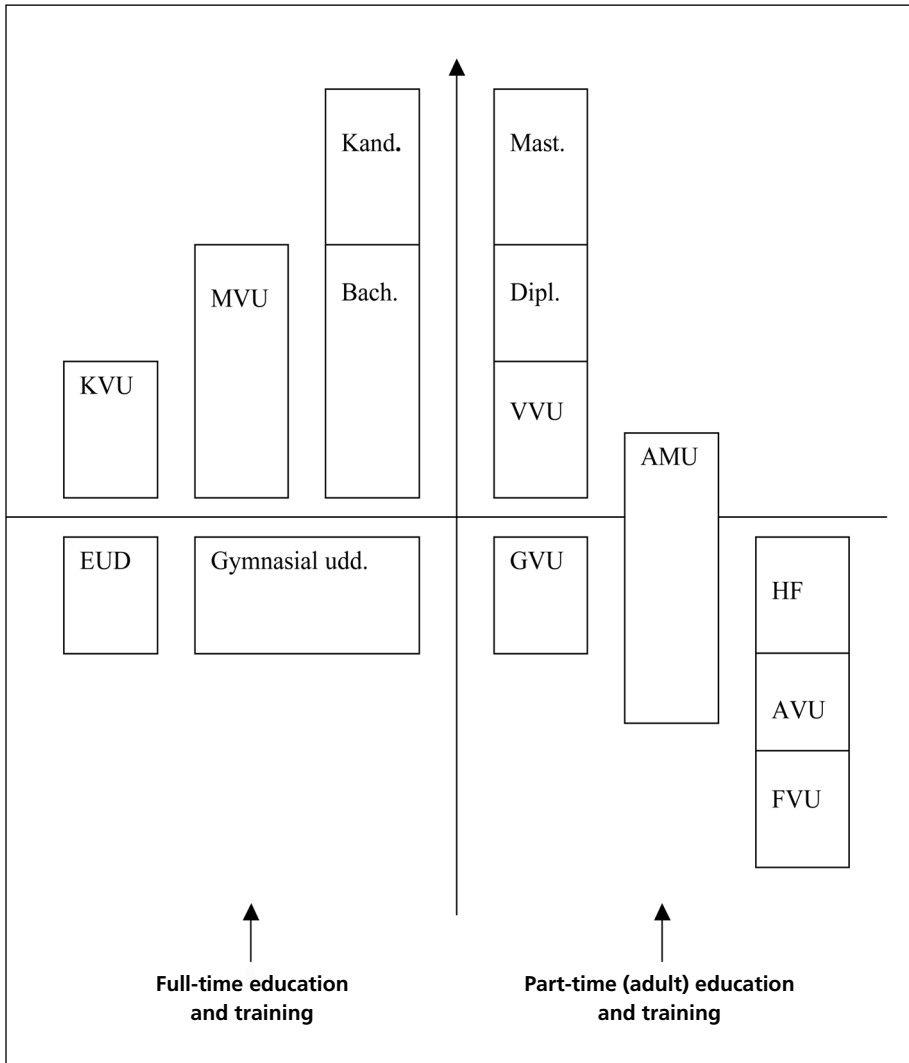 Kand.
Mast.
MVU
Bach.
Dipl.
KVU
VVU
AMU
EUD
Gymnasial udd.
GVU
HF
AVU
FVU
Full-time education
and training
Part-time (adult) education
and training